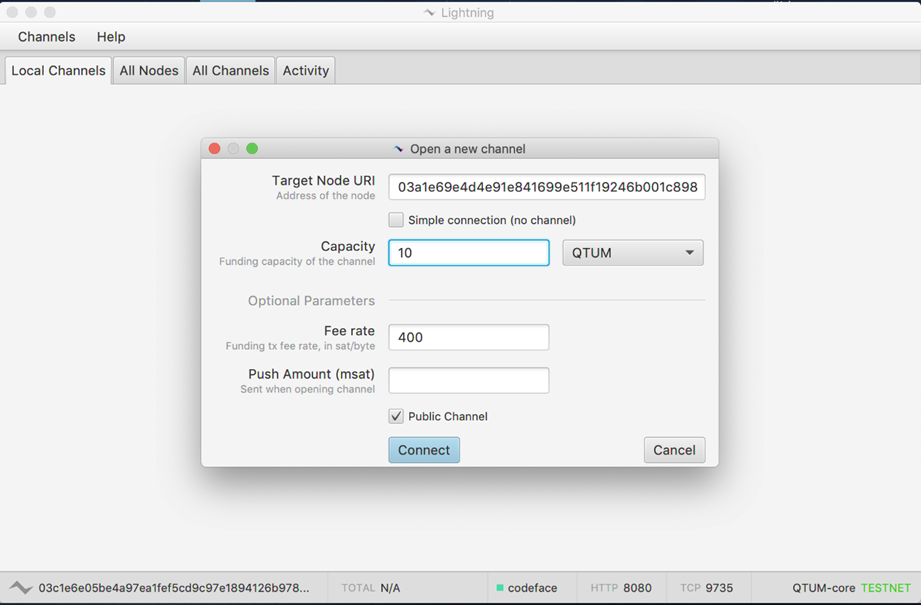 Lightning
Channels Help
Local Channels All Nodes All Channels Activity
Open a new channel
Target Node URI 03a1e69e4d4e91e841699e511f19246b001c898
Address of the node
Simple connection (no channel)
Capacity 10 QTUM
Funding capacity of the channel
Optional Parameters
Fee rate 400
Funding tx fee rate, in sat/byte
Push Amount (msat)
Sent when opening channel
Public Channel
Connect Cancel
03c1e6e05be4a97ea1fef5cd9c97e1894126b978... TOTAL N/A codeface HTTP 8080 TCP 9735 QTUM-core TESTNET